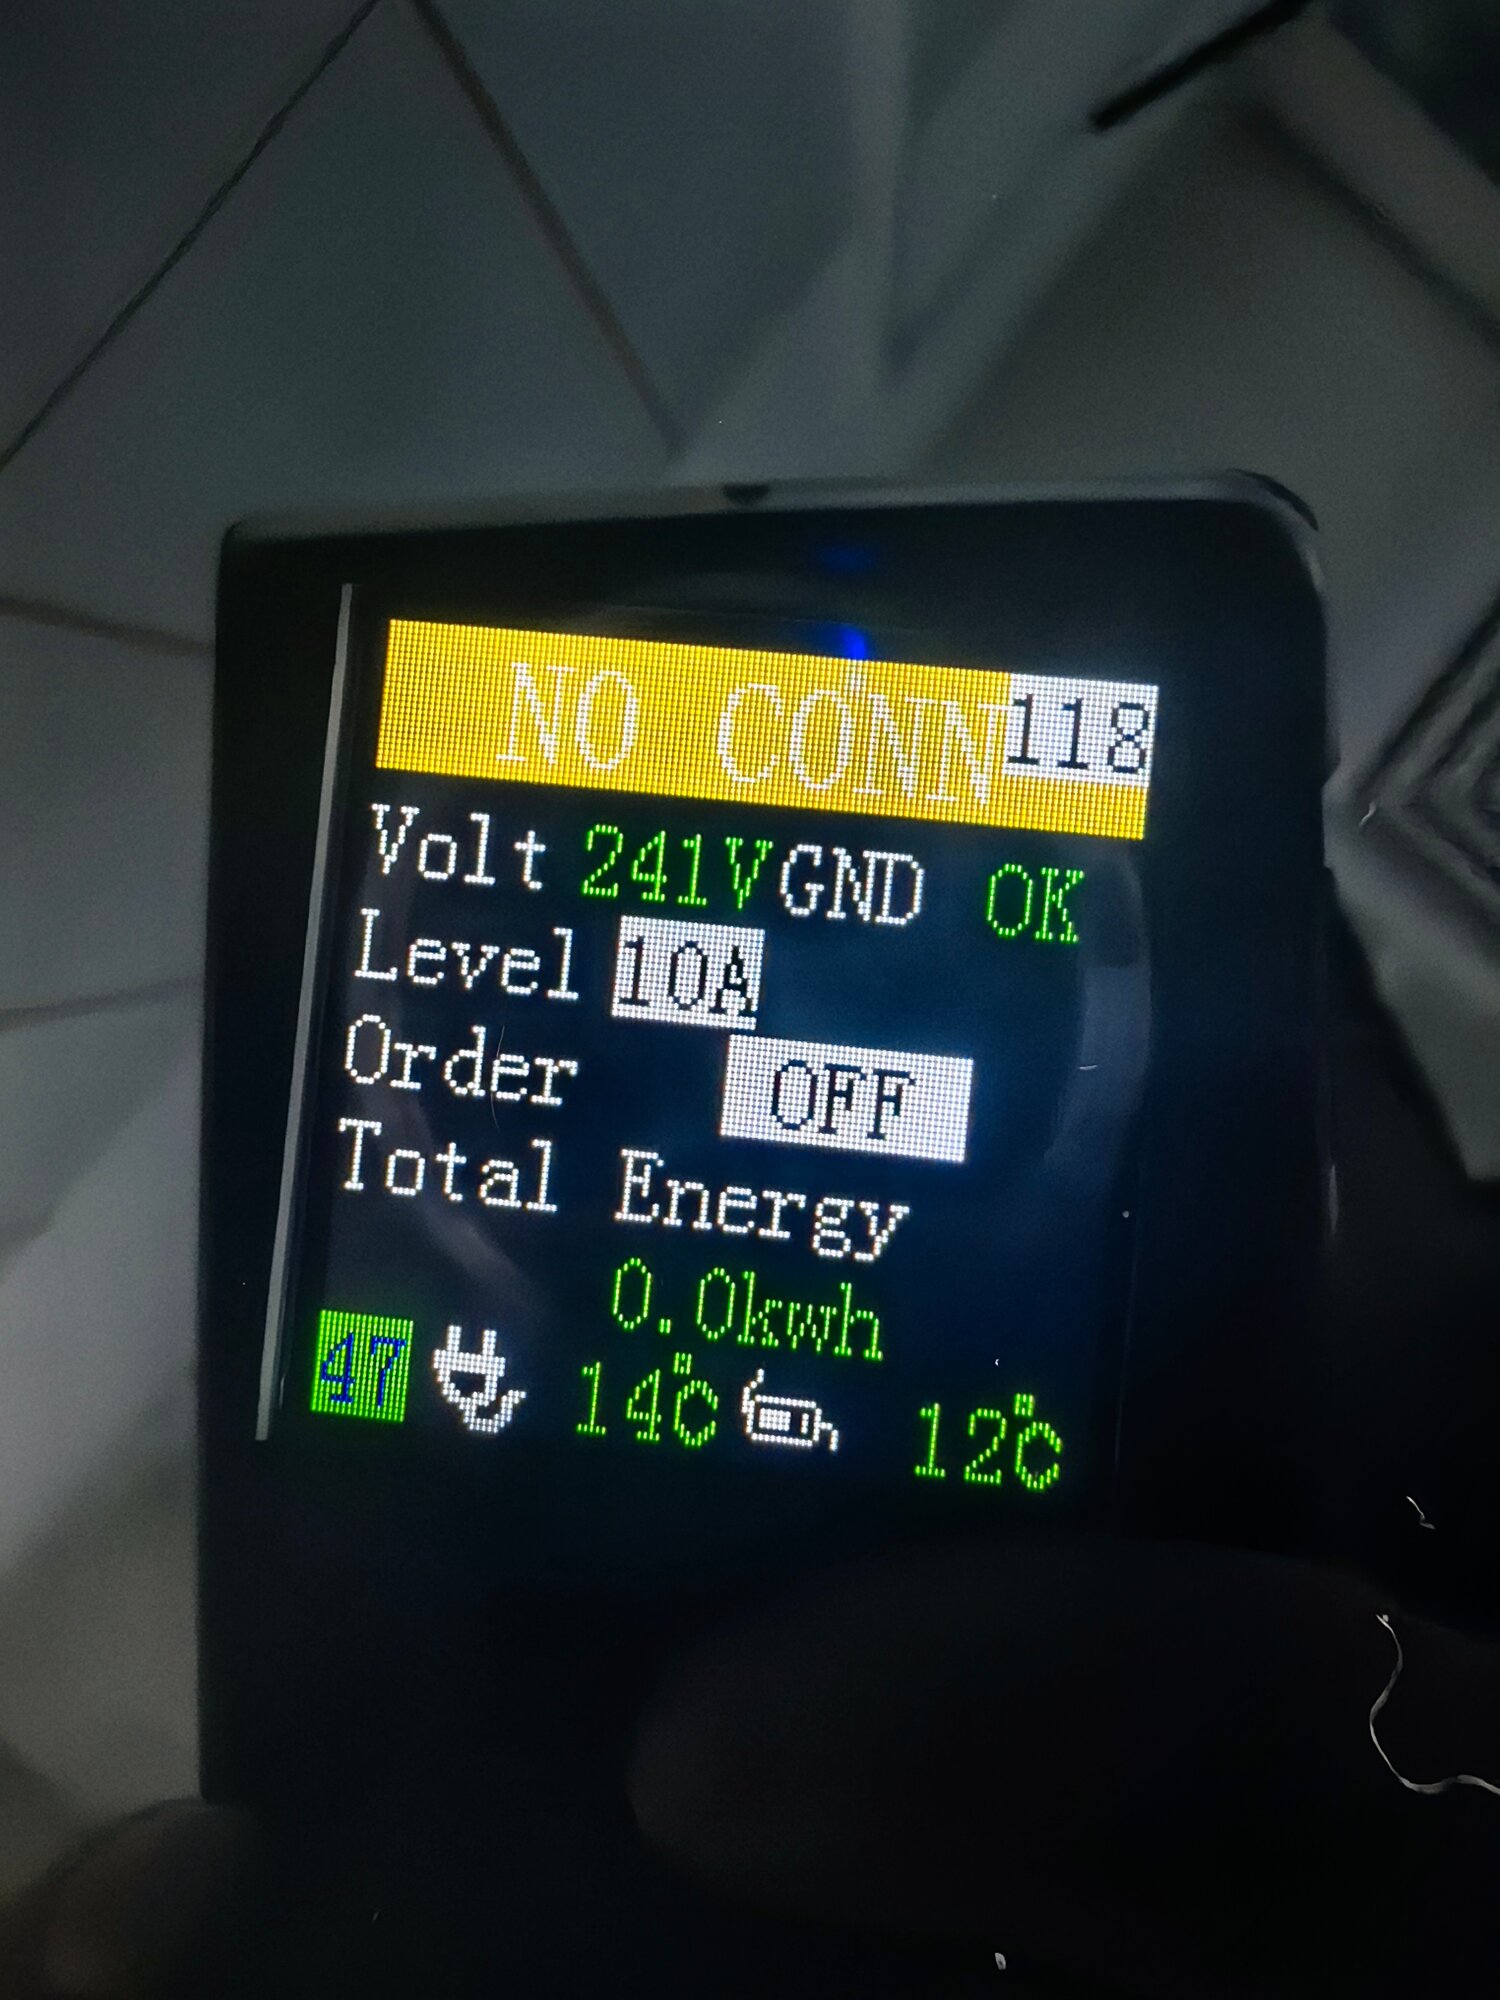 NO CONN 118
Volt 241V GND OK
Level 10A
Order OFF
Total Energy
0.0kwh
47 14°C 12°C